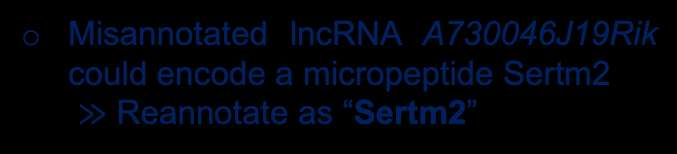 o Misannotated lncRNA A730046J19Rik
could encode a micropeptide Sertm2
≫ Reannotate as “Sertm2”